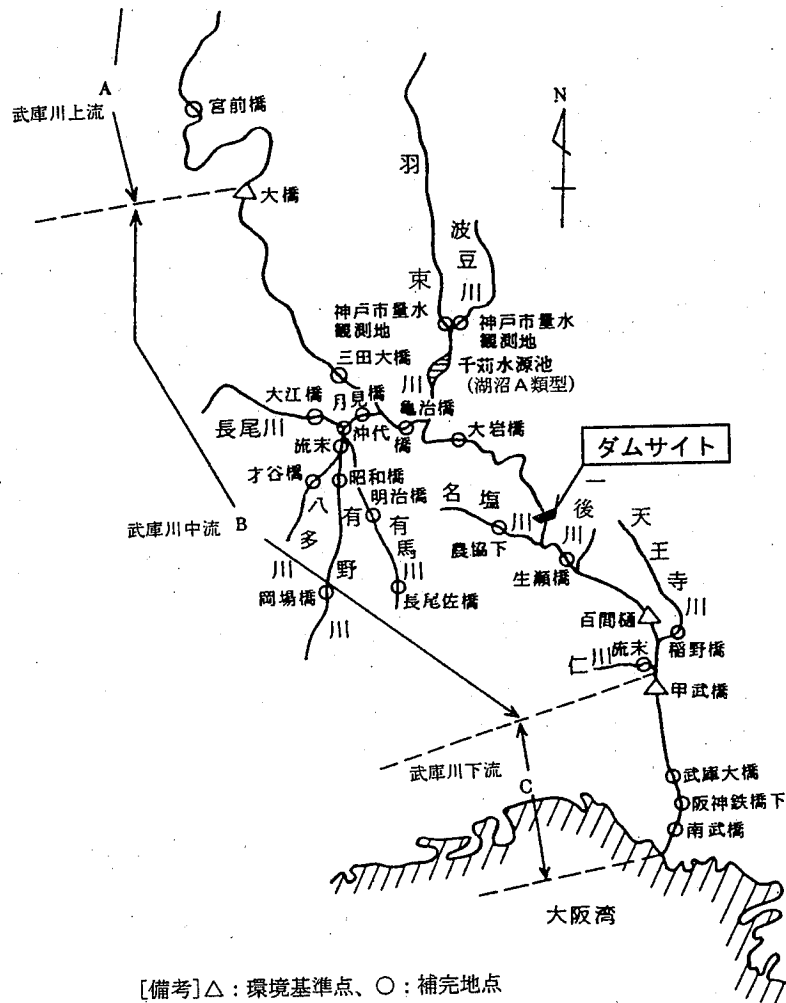 A
武庫川上流
宮前橋
大橋
N
羽
束
川
波
豆
川
神戸市量水
観測地
神戸市量水
観測地
千苅水源池
(湖沼A類型)
三田大橋
大江橋
月見橋
亀治橋
長尾川
沖代
橋
大岩橋
流末
ダムサイト
一
後
川
才谷橋
昭和橋
明治橋
名
塩
川
農協下
生瀬橋
天
王
寺
川
武庫川中流 B
八
多
川
有
野
川
有
馬
川
岡場橋
長尾佐橋
百間樋
稲野橋
仁
川
流末
甲武橋
武庫川下流
C
武庫大橋
阪神鉄橋下
南武橋
大阪湾
[備考]△:環境基準点、○:補完地点